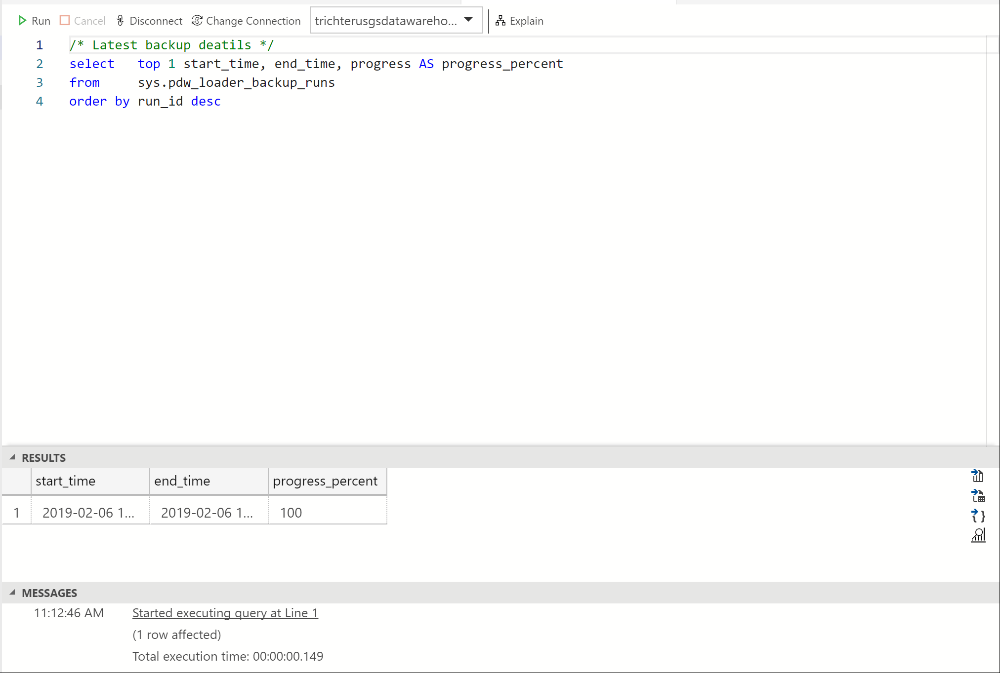 Run Cancel Disconnect Change Connection trichterusgsdatawareho... Explain
1 /* Latest backup deatils */
2 select   top 1 start_time, end_time, progress AS progress_percent
3 from     sys.pdw_loader_backup_runs
4 order by run_id desc
RESULTS
start_time end_time progress_percent
1 2019-02-06 1... 2019-02-06 1... 100
MESSAGES
11:12:46 AM Started executing query at Line 1
(1 row affected)
Total execution time: 00:00:00.149